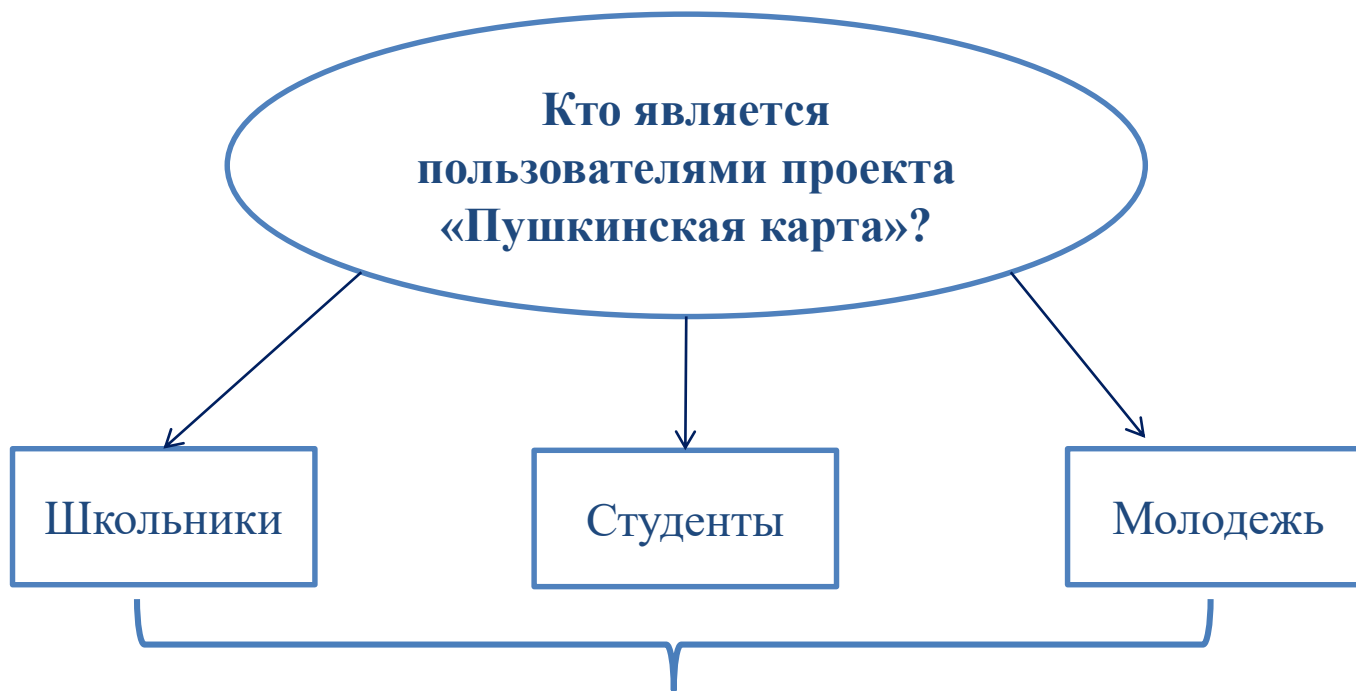 Кто является
пользователями проекта
«Пушкинская карта»?
Школьники
Студенты
Молодежь